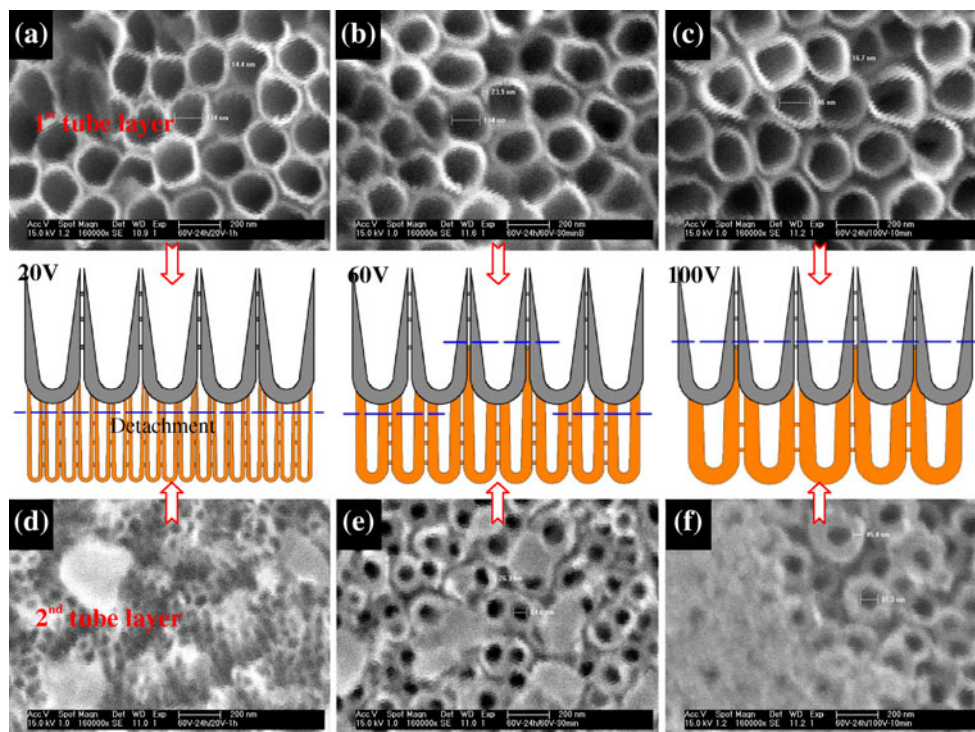 (a)
14.4 nm
1st tube layer
Acc.V Spot Magn Det WD Exp 200 nm
15.0 kV 1.2 160000x SE 10.9 1 60V-24h/20V-1h
(b)
23.9 nm
Acc.V Spot Magn Det WD Exp 200 nm
15.0 kV 1.0 160000x SE 11.6 1 60V-24h/60V-30minB
(c)
Acc.V Spot Magn Det WD Exp 200 nm
15.0 kV 1.0 160000x SE 11.2 1 60V-24h/100V-10min
20V
60V
100V
Detachment
(d)
2nd tube layer
Acc.V Spot Magn Det WD Exp 200 nm
15.0 kV 1.0 160000x SE 11.0 1 60V-24h/20V-1h
(e)
Acc.V Spot Magn Det WD Exp 200 nm
15.0 kV 1.0 160000x SE 11.0 1 60V-24h/60V-30min
(f)
Acc.V Spot Magn Det WD Exp 200 nm
15.0 kV 1.0 160000x SE 11.2 1 60V-24h/100V-10min